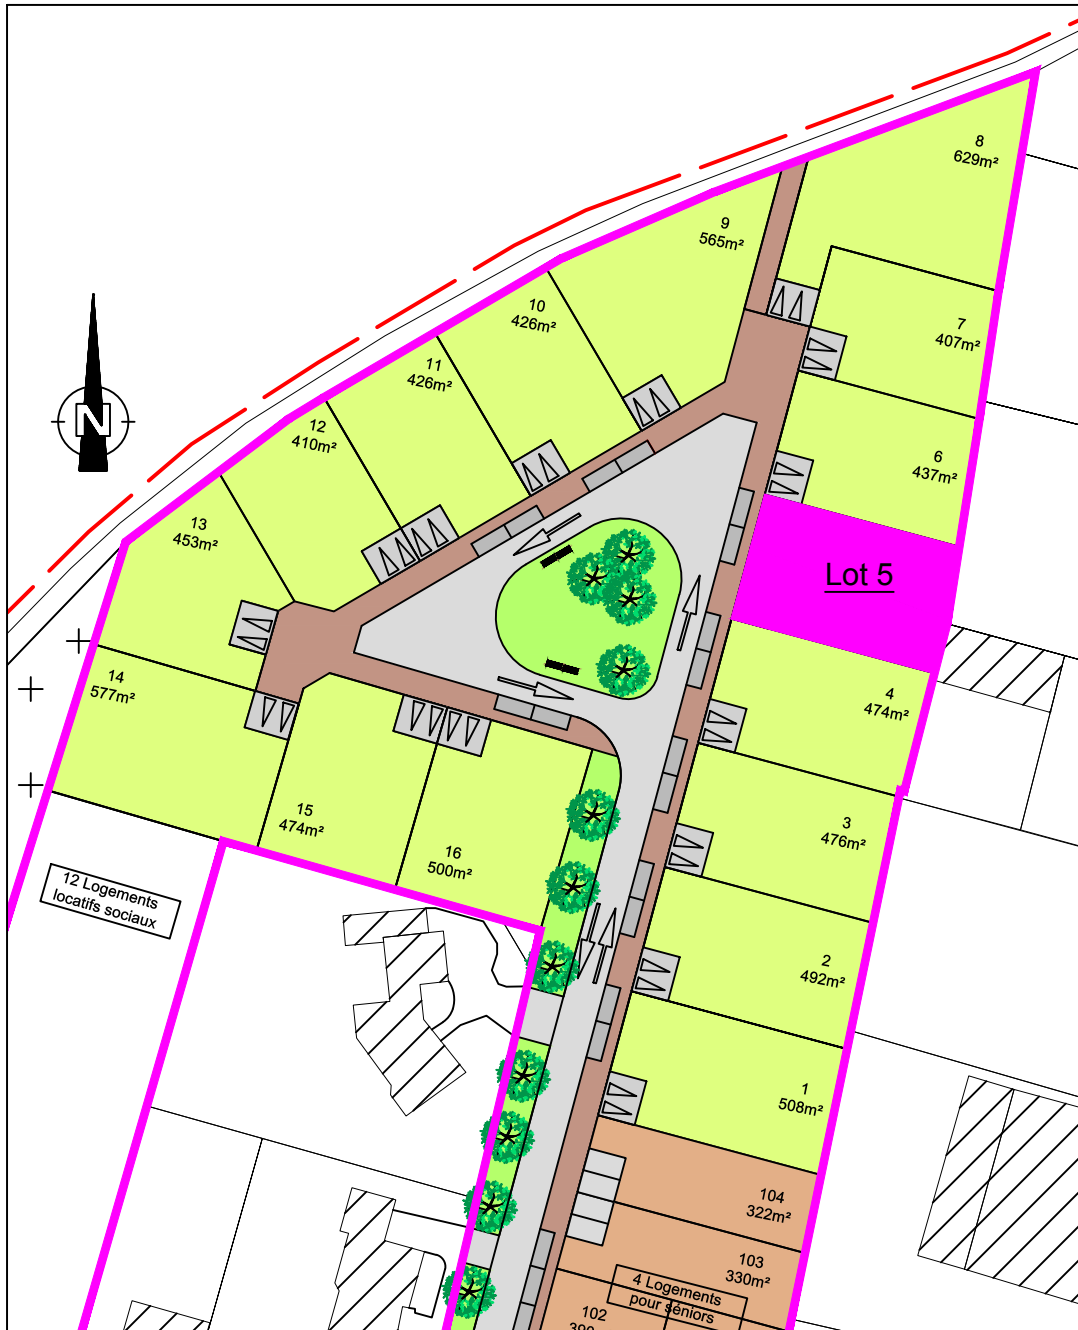 8
629m²
9
565m²
10
426m²
7
407m²
11
426m²
12
410m²
N
6
437m²
13
453m²
Lot 5
14
577m²
4
474m²
15
474m²
3
476m²
16
500m²
12 Logements
locatifs sociaux
2
492m²
1
508m²
104
322m²
103
330m²
4 Logements
pour séniors
102